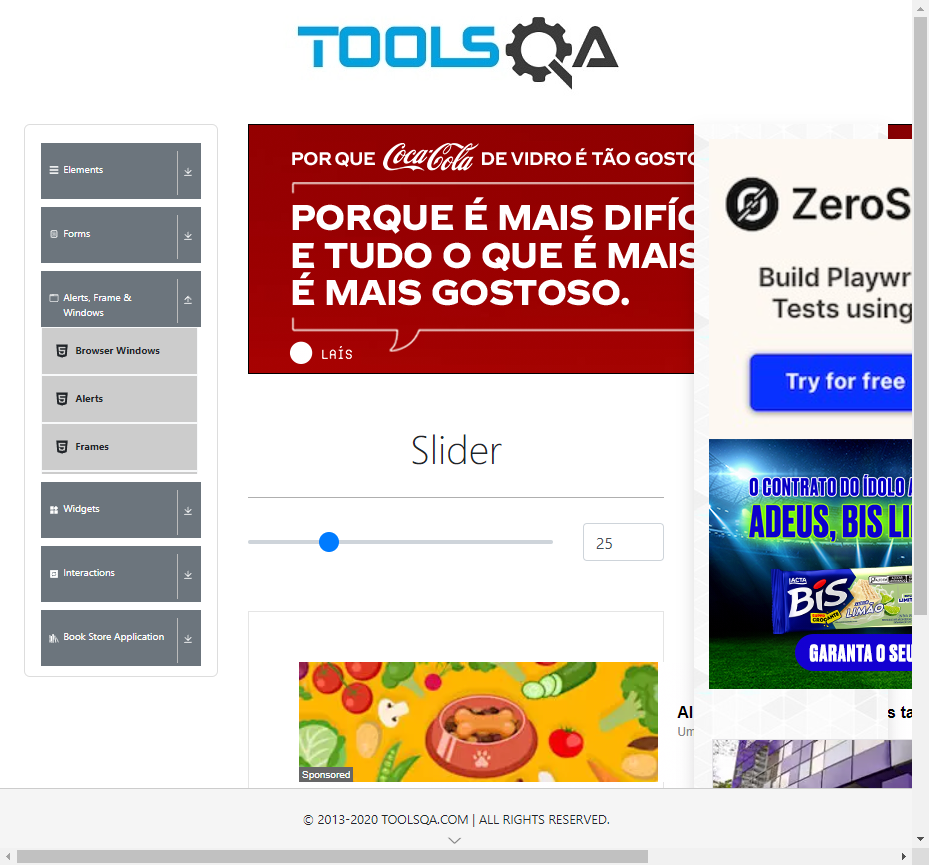 TOOLSQA
Elements
Forms
Alerts, Frame &
Windows
Browser Windows
Alerts
Frames
Widgets
Interactions
Book Store Application
POR QUE Coca-Cola DE VIDRO É TÃO GOSTO
PORQUE É MAIS DIFÍC
E TUDO O QUE É MAIS
É MAIS GOSTOSO.
LAÍS
ZeroS
Build Playwr
Tests using
Try for free
Slider
25
O CONTRATO DO ÍDOLO A
ADEUS, BIS LI
LACTA
BIS
CROCANTE
LIMÃO
GARANTA O SEU
Sponsored
Al
s ta
Um
© 2013-2020 TOOLSQA.COM | ALL RIGHTS RESERVED.